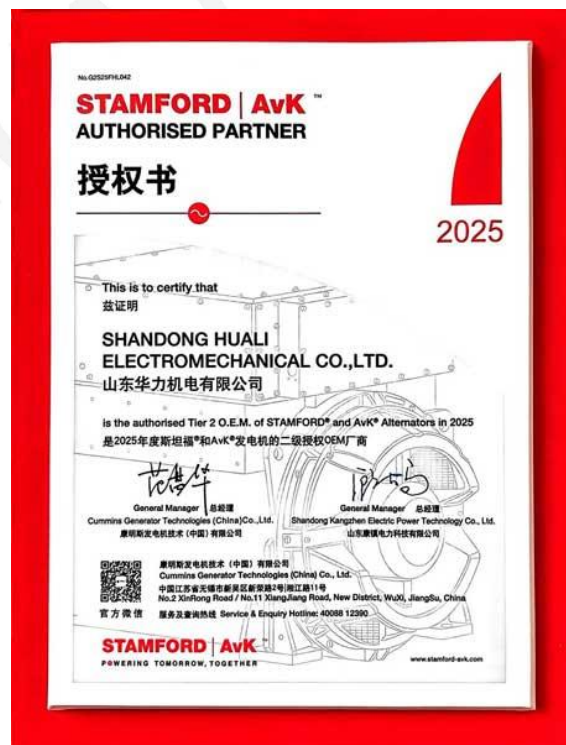 No.G2S25FHL042
STAMFORD | AvK ™
AUTHORISED PARTNER
授权书
2025
This is to certify that
兹证明
SHANDONG HUALI
ELECTROMECHANICAL CO.,LTD.
山东华力机电有限公司
is the authorised Tier 2 O.E.M. of STAMFORD® and AvK® Alternators in 2025
是2025年度斯坦福®和AvK®发电机的二级授权OEM厂商
General Manager 总经理
Cummins Generator Technologies (China)Co.,Ltd.
康明斯发电机技术（中国）有限公司
General Manager 总经理
Shandong Kangzhen Electric Power Technology Co., Ltd.
山东康镇电力科技有限公司
康明斯发电机技术（中国）有限公司
Cummins Generator Technologies (China) Co., Ltd.
中国江苏省无锡市新吴区新荣路2号|湘江路11号
No.2 XinRong Road / No.11 XiangJiang Road, New District, WuXi, JiangSu, China
官方微信
服务及查询热线 Service & Enquiry Hotline: 40088 12390
STAMFORD | AvK ™
POWERING TOMORROW, TOGETHER
www.stamford-avk.com